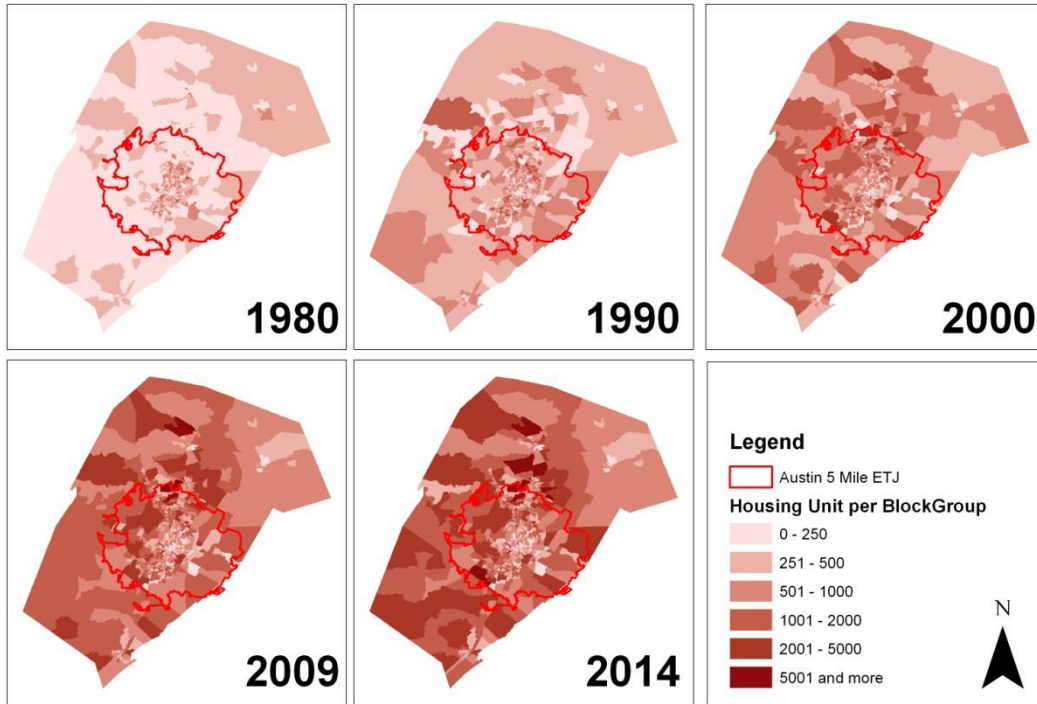 1980
1990
2000
2009
2014
Legend
Austin 5 Mile ETJ
Housing Unit per BlockGroup
0 - 250
251 - 500
501 - 1000
1001 - 2000
2001 - 5000
5001 and more
N